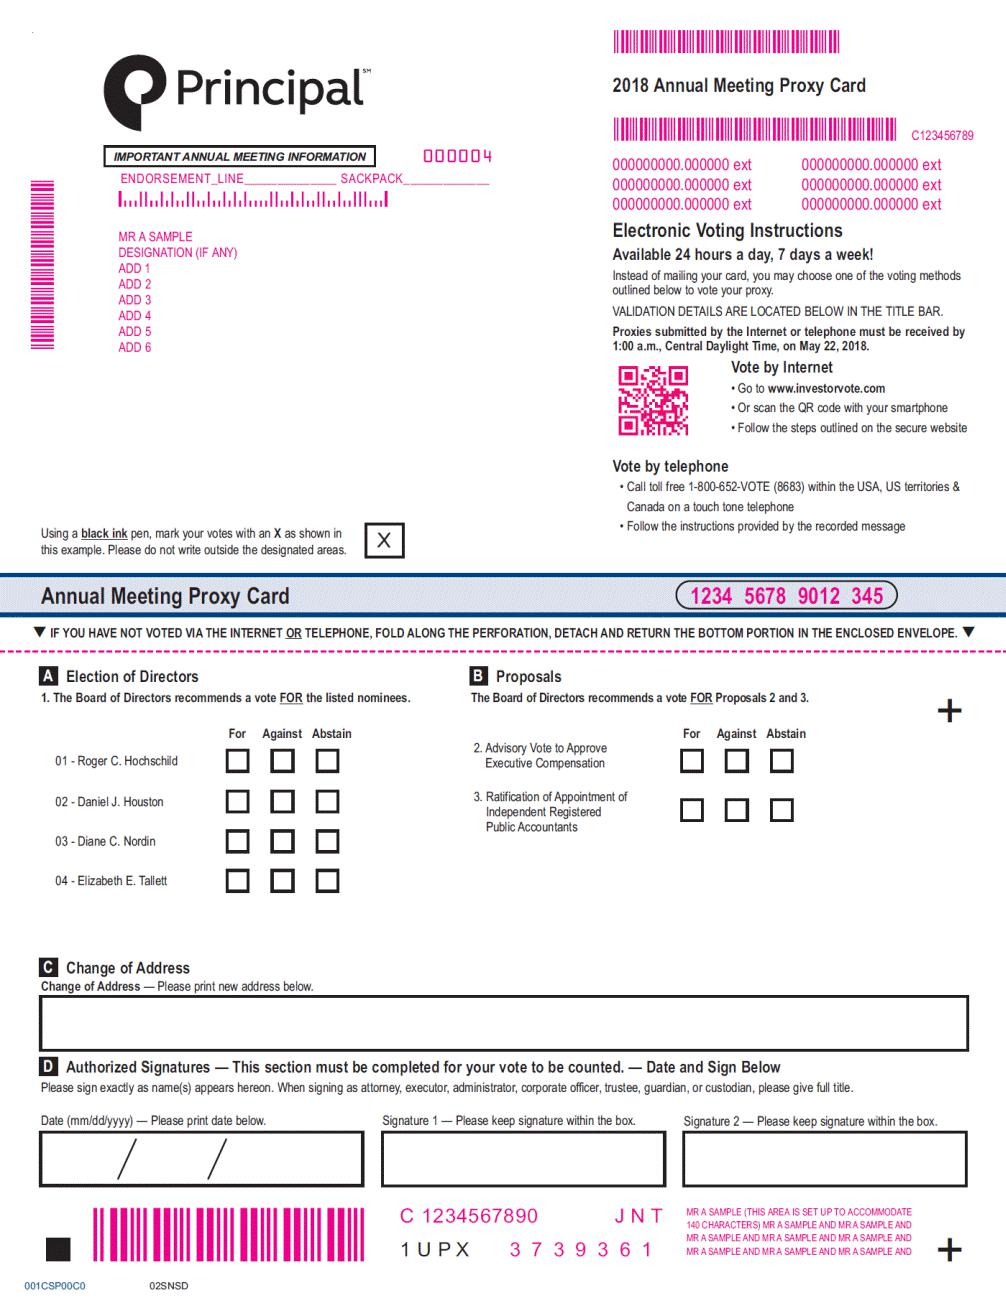 Principal℠
2018 Annual Meeting Proxy Card
IMPORTANT ANNUAL MEETING INFORMATION
000004
C123456789
ENDORSEMENT_LINE______________ SACKPACK_____________
000000000.000000 ext 000000000.000000 ext
000000000.000000 ext 000000000.000000 ext
000000000.000000 ext 000000000.000000 ext
MR A SAMPLE
DESIGNATION (IF ANY)
ADD 1
ADD 2
ADD 3
ADD 4
ADD 5
ADD 6
Electronic Voting Instructions
Available 24 hours a day, 7 days a week!
Instead of mailing your card, you may choose one of the voting methods
outlined below to vote your proxy.
VALIDATION DETAILS ARE LOCATED BELOW IN THE TITLE BAR.
Proxies submitted by the Internet or telephone must be received by
1:00 a.m., Central Daylight Time, on May 22, 2018.
Vote by Internet
• Go to www.investorvote.com
• Or scan the QR code with your smartphone
• Follow the steps outlined on the secure website
Vote by telephone
• Call toll free 1-800-652-VOTE (8683) within the USA, US territories &
Canada on a touch tone telephone
• Follow the instructions provided by the recorded message
Using a black ink pen, mark your votes with an X as shown in
this example. Please do not write outside the designated areas.
X
Annual Meeting Proxy Card
1234 5678 9012 345
▼ IF YOU HAVE NOT VOTED VIA THE INTERNET OR TELEPHONE, FOLD ALONG THE PERFORATION, DETACH AND RETURN THE BOTTOM PORTION IN THE ENCLOSED ENVELOPE. ▼
A Election of Directors
1. The Board of Directors recommends a vote FOR the listed nominees.
For Against Abstain
01 - Roger C. Hochschild
02 - Daniel J. Houston
03 - Diane C. Nordin
04 - Elizabeth E. Tallett
B Proposals
The Board of Directors recommends a vote FOR Proposals 2 and 3.
+
For Against Abstain
2. Advisory Vote to Approve
Executive Compensation
3. Ratification of Appointment of
Independent Registered
Public Accountants
C Change of Address
Change of Address — Please print new address below.
D Authorized Signatures — This section must be completed for your vote to be counted. — Date and Sign Below
Please sign exactly as name(s) appears hereon. When signing as attorney, executor, administrator, corporate officer, trustee, guardian, or custodian, please give full title.
Date (mm/dd/yyyy) — Please print date below.
Signature 1 — Please keep signature within the box.
Signature 2 — Please keep signature within the box.
/ /
C 1234567890 J N T
1 U P X 3 7 3 9 3 6 1
MR A SAMPLE (THIS AREA IS SET UP TO ACCOMMODATE
140 CHARACTERS) MR A SAMPLE AND MR A SAMPLE AND
MR A SAMPLE AND MR A SAMPLE AND MR A SAMPLE AND
MR A SAMPLE AND MR A SAMPLE AND MR A SAMPLE AND
+
001CSP00C0
02SNSD